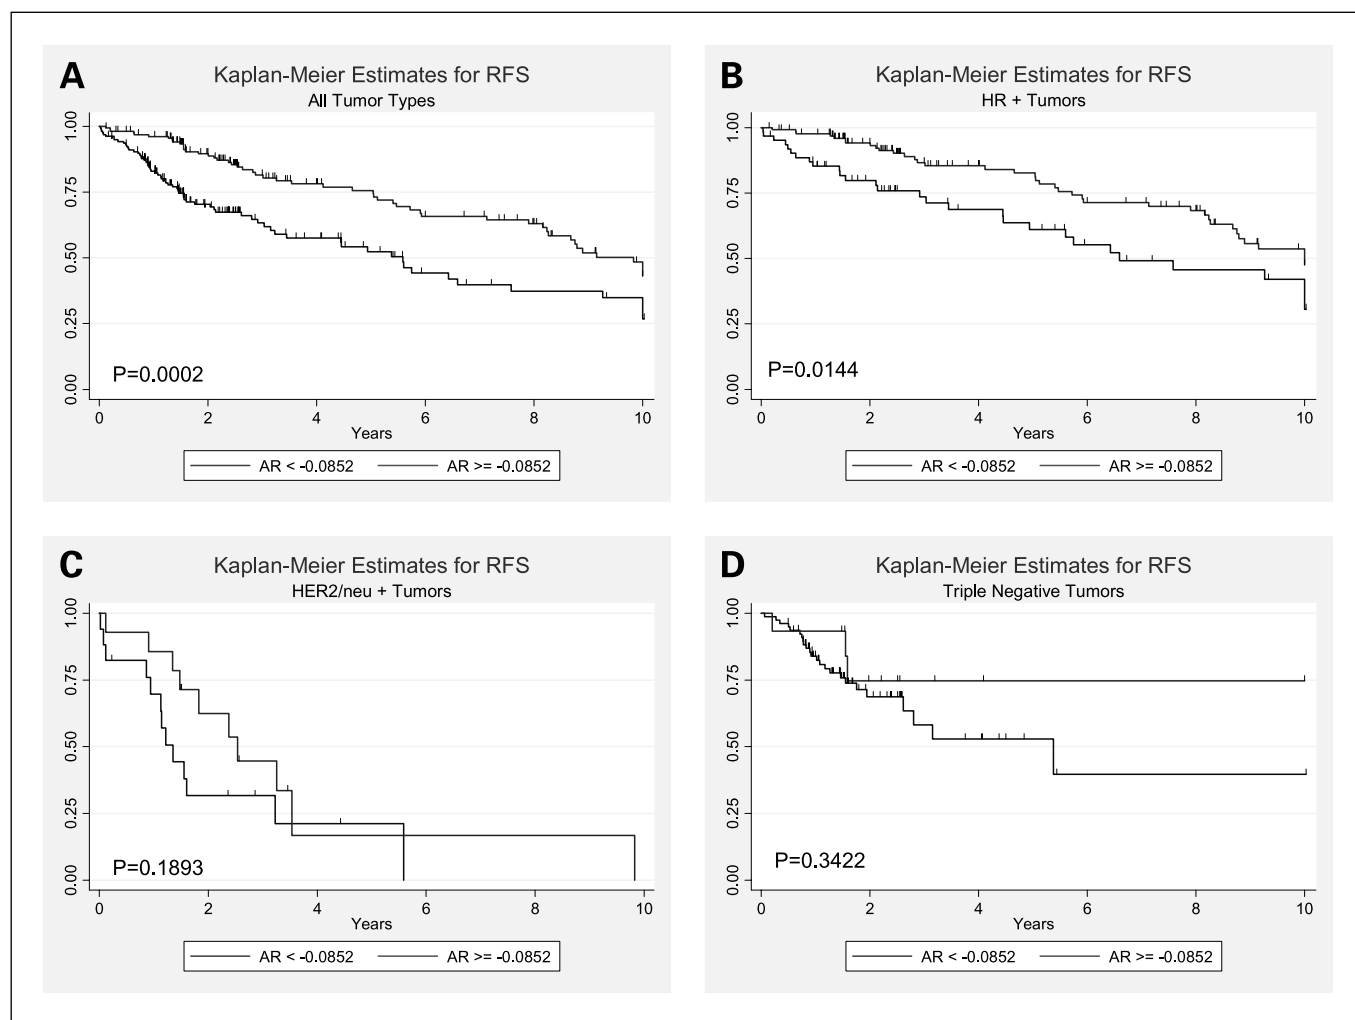 A
Kaplan-Meier Estimates for RFS
All Tumor Types
1.00
0.75
0.50
0.25
0.00
P=0.0002
0 2 4 6 8 10
Years
AR < -0.0852 AR >= -0.0852
B
Kaplan-Meier Estimates for RFS
HR + Tumors
1.00
0.75
0.50
0.25
0.00
P=0.0144
0 2 4 6 8 10
Years
AR < -0.0852 AR >= -0.0852
C
Kaplan-Meier Estimates for RFS
HER2/neu + Tumors
1.00
0.75
0.50
0.25
0.00
P=0.1893
0 2 4 6 8 10
Years
AR < -0.0852 AR >= -0.0852
D
Kaplan-Meier Estimates for RFS
Triple Negative Tumors
1.00
0.75
0.50
0.25
0.00
P=0.3422
0 2 4 6 8 10
Years
AR < -0.0852 AR >= -0.0852